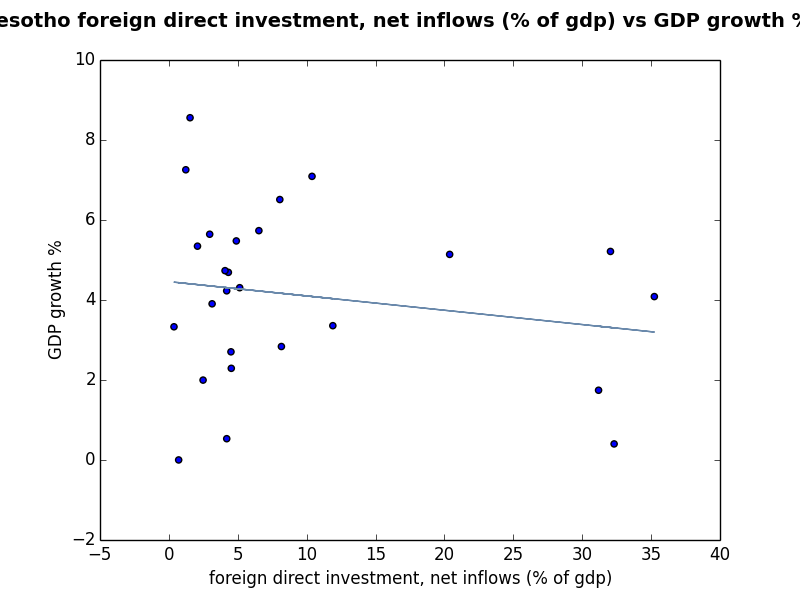 esotho foreign direct investment, net inflows (% of gdp) vs GDP growth %
10
8
6
4
2
0
−2
GDP growth %
−5 0 5 10 15 20 25 30 35 40
foreign direct investment, net inflows (% of gdp)